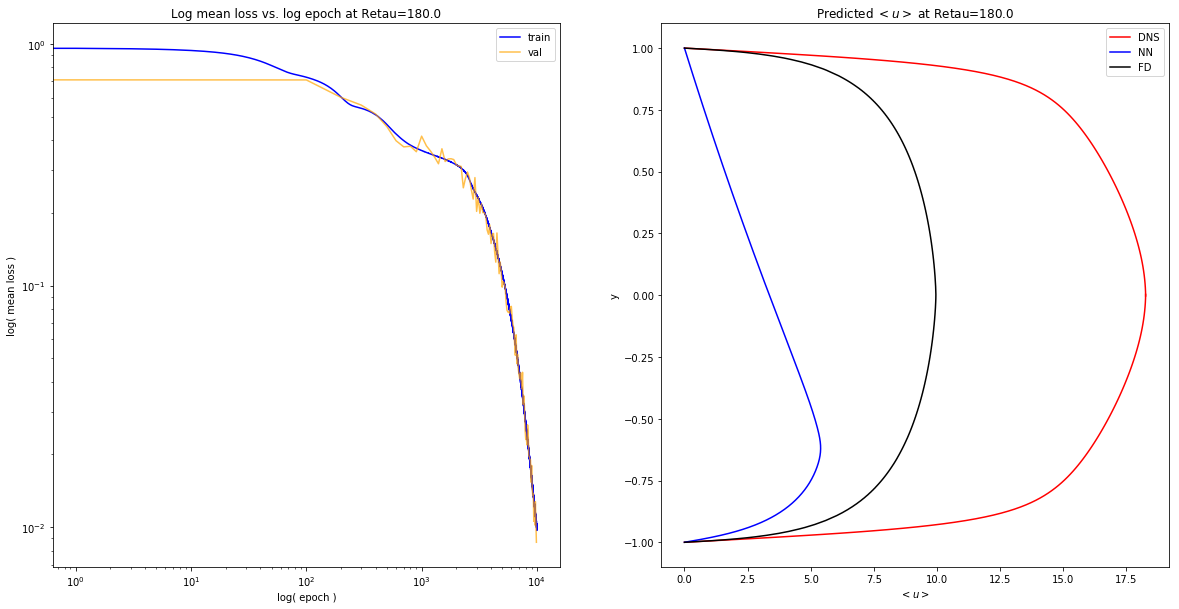 Log mean loss vs. log epoch at Retau=180.0
train
val
10⁰
10⁻¹
10⁻²
log( mean loss )
10⁰ 10¹ 10² 10³ 10⁴
log( epoch )
Predicted < u > at Retau=180.0
DNS
NN
FD
1.00
0.75
0.50
0.25
0.00
−0.25
−0.50
−0.75
−1.00
y
0.0 2.5 5.0 7.5 10.0 12.5 15.0 17.5
< u >